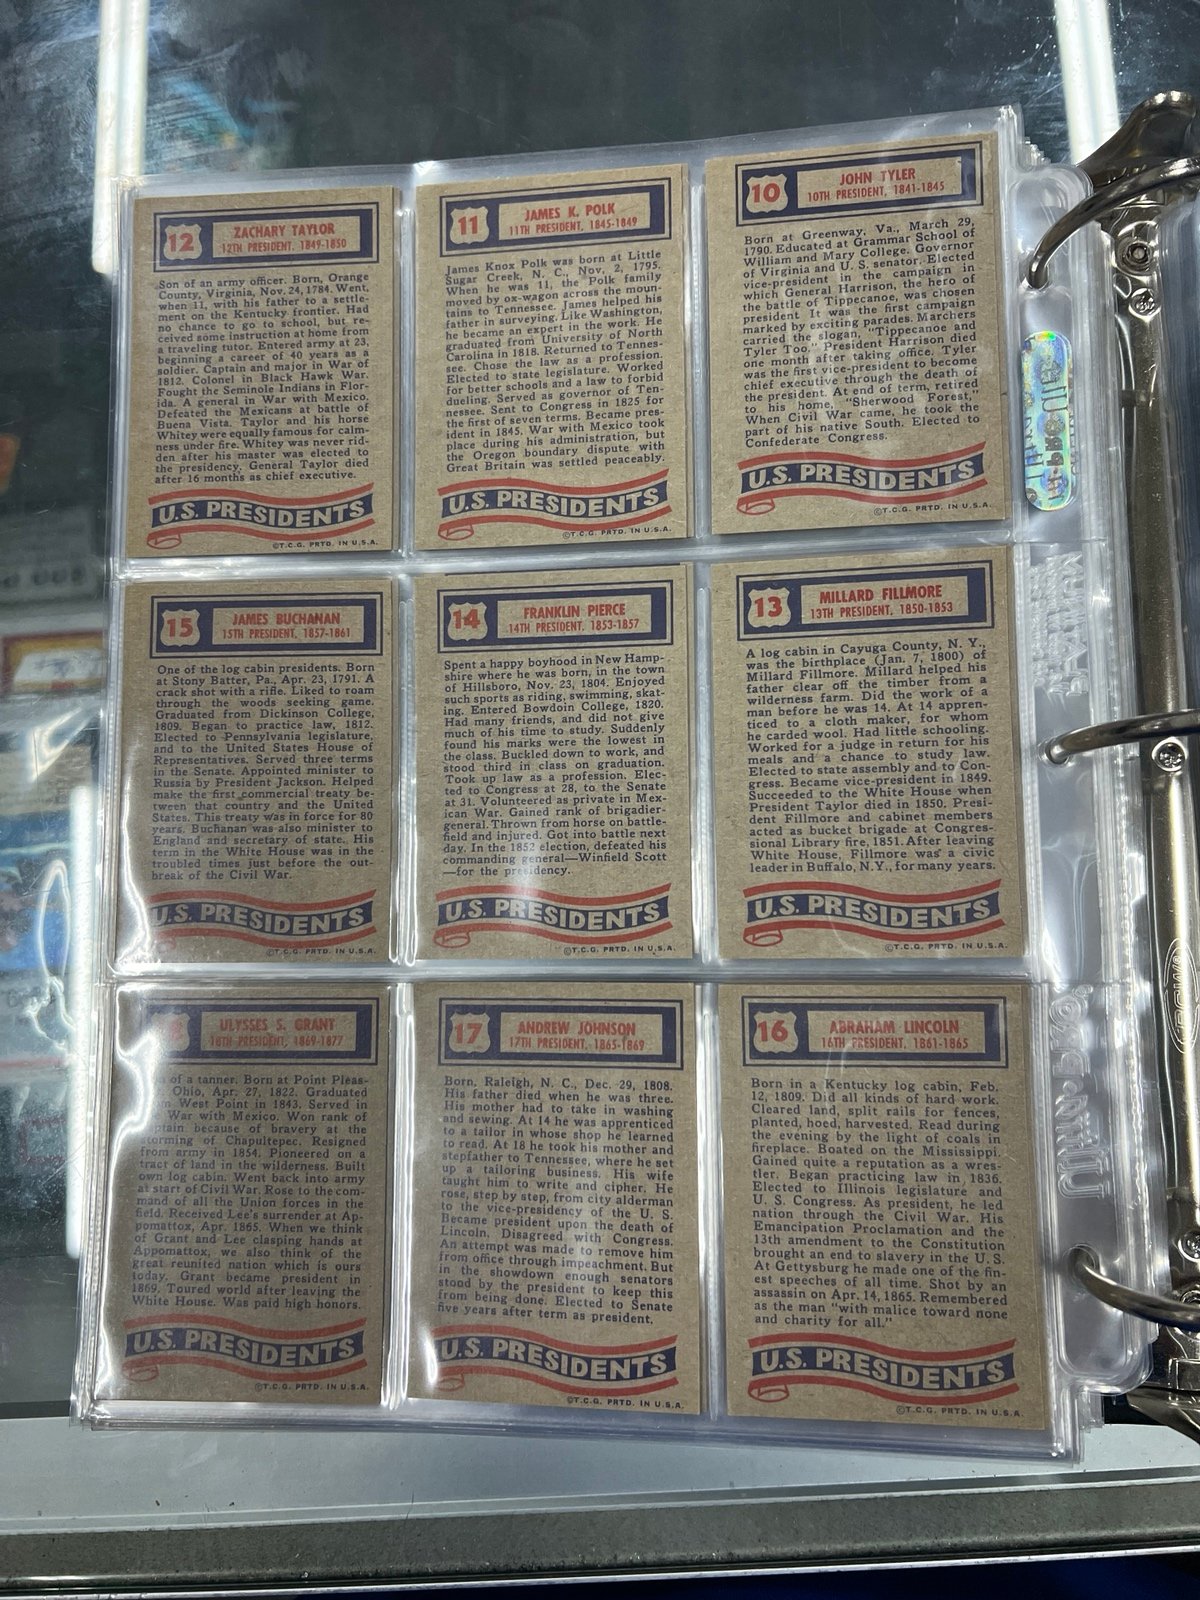 12
ZACHARY TAYLOR
12TH PRESIDENT, 1849-1850
Son of an army officer. Born, Orange
County, Virginia, Nov. 24, 1784. Went,
when 11, with his father to a settle-
ment on the Kentucky frontier. Had
no chance to go to school, but re-
ceived some instruction at home from
a traveling tutor. Entered army at 23,
beginning a career of 40 years as a
soldier. Captain and major in War of
1812. Colonel in Black Hawk War.
Fought the Seminole Indians in Flor-
ida. A general in War with Mexico.
Defeated the Mexicans at battle of
Buena Vista. Taylor and his horse
Whitey were equally famous for calm-
ness under fire. Whitey was never rid-
den after his master was elected to
the presidency. General Taylor died
after 16 months as chief executive.
U.S. PRESIDENTS
©T.C.G. PRTD. IN U.S.A.
11
JAMES K. POLK
11TH PRESIDENT, 1845-1849
James Knox Polk was born at Little
Sugar Creek, N. C., Nov. 2, 1795.
When he was 11, the Polk family
moved by ox-wagon across the moun-
tains to Tennessee. James helped his
father in surveying. Like Washington,
he became an expert in the work. He
graduated from University of North
Carolina in 1818. Returned to Tennes-
see. Chose the law as a profession.
Elected to state legislature. Worked
for better schools and a law to forbid
dueling. Served as governor of Ten-
nessee. Sent to Congress in 1825 for
the first of seven terms. Became pres-
ident in 1845. War with Mexico took
place during his administration, but
the Oregon boundary dispute with
Great Britain was settled peaceably.
U.S. PRESIDENTS
©T.C.G. PRTD. IN U.S.A.
10
JOHN TYLER
10TH PRESIDENT, 1841-1845
Born at Greenway, Va., March 29,
1790. Educated at Grammar School of
William and Mary College. Governor
of Virginia and U. S. senator. Elected
vice-president in the campaign in
which General Harrison, the hero of
the battle of Tippecanoe, was chosen
president. It was the first campaign
marked by exciting parades. Marchers
carried the slogan, "Tippecanoe and
Tyler Too." President Harrison died
one month after taking office. Tyler
was the first vice-president to become
chief executive through the death of
the president. At end of term, retired
to his home, "Sherwood Forest."
When Civil War came, he took the
part of his native South. Elected to
Confederate Congress.
U.S. PRESIDENTS
©T.C.G. PRTD. IN U.S.A.
15
JAMES BUCHANAN
15TH PRESIDENT, 1857-1861
One of the log cabin presidents. Born
at Stony Batter, Pa., Apr. 23, 1791. A
crack shot with a rifle. Liked to roam
through the woods seeking game.
Graduated from Dickinson College,
1809. Began to practice law, 1812.
Elected to Pennsylvania legislature,
and to the United States House of
Representatives. Served three terms
in the Senate. Appointed minister to
Russia by President Jackson. Helped
make the first commercial treaty be-
tween that country and the United
States. This treaty was in force for 80
years. Buchanan was also minister to
England and secretary of state. His
term in the White House was in the
troubled times just before the out-
break of the Civil War.
U.S. PRESIDENTS
©T.C.G. PRTD. IN U.S.A.
14
FRANKLIN PIERCE
14TH PRESIDENT, 1853-1857
Spent a happy boyhood in New Hamp-
shire where he was born, in the town
of Hillsboro, Nov. 23, 1804. Enjoyed
such sports as riding, swimming, skat-
ing. Entered Bowdoin College, 1820.
Had many friends, and did not give
much of his time to study. Suddenly
found his marks were the lowest in
the class. Buckled down to work, and
stood third in class on graduation.
Took up law as a profession. Elec-
ted to Congress at 28, to the Senate
at 31. Volunteered as private in Mex-
ican War. Gained rank of brigadier-
general. Thrown from horse on battle-
field and injured. Got into battle next
day. In the 1852 election, defeated his
commanding general—Winfield Scott
—for the presidency.
U.S. PRESIDENTS
©T.C.G. PRTD. IN U.S.A.
13
MILLARD FILLMORE
13TH PRESIDENT, 1850-1853
A log cabin in Cayuga County, N. Y.,
was the birthplace (Jan. 7, 1800) of
Millard Fillmore. Millard helped his
father clear off the timber from a
wilderness farm. Did the work of a
man before he was 14. At 14 appren-
ticed to a cloth maker, for whom
he carded wool. Had little schooling.
Worked for a judge in return for his
meals and a chance to study law.
Elected to state assembly and to Con-
gress. Became vice-president in 1849.
Succeeded to the White House when
President Taylor died in 1850. Presi-
dent Fillmore and cabinet members
acted as bucket brigade at Congres-
sional Library fire, 1851. After leaving
White House, Fillmore was a civic
leader in Buffalo, N.Y., for many years.
U.S. PRESIDENTS
©T.C.G. PRTD. IN U.S.A.
ULYSSES S. GRANT
18TH PRESIDENT, 1869-1877
of a tanner. Born at Point Pleas-
Ohio, Apr. 27, 1822. Graduated
West Point in 1843. Served in
War with Mexico. Won rank of
because of bravery at the
storming of Chapultepec. Resigned
from army in 1854. Pioneered on a
tract of land in the wilderness. Built
own log cabin. Went back into army
at start of Civil War. Rose to the com-
mand of all the Union forces in the
field. Received Lee's surrender at Ap-
pomattox, Apr. 1865. When we think
of Grant and Lee clasping hands at
Appomattox, we also think of the
great reunited nation which is ours
today. Grant became president in
1869. Toured world after leaving the
White House. Was paid high honors.
U.S. PRESIDENTS
©T.C.G. PRTD. IN U.S.A.
17
ANDREW JOHNSON
17TH PRESIDENT, 1865-1869
Born, Raleigh, N. C., Dec. 29, 1808.
His father died when he was three.
His mother had to take in washing
and sewing. At 14 he was apprenticed
to a tailor in whose shop he learned
to read. At 18 he took his mother and
stepfather to Tennessee, where he set
up a tailoring business. His wife
taught him to write and cipher. He
rose, step by step, from city alderman
to the vice-presidency of the U. S.
Became president upon the death of
Lincoln. Disagreed with Congress.
An attempt was made to remove him
from office through impeachment. But
in the showdown enough senators
stood by the president to keep this
from being done. Elected to Senate
five years after term as president.
U.S. PRESIDENTS
©T.C.G. PRTD. IN U.S.A.
16
ABRAHAM LINCOLN
16TH PRESIDENT, 1861-1865
Born in a Kentucky log cabin, Feb.
12, 1809. Did all kinds of hard work.
Cleared land, split rails for fences,
planted, hoed, harvested. Read during
the evening by the light of coals in
fireplace. Boated on the Mississippi.
Gained quite a reputation as a wres-
tler. Began practicing law in 1836.
Elected to Illinois legislature and
U. S. Congress. As president, he led
nation through the Civil War. His
Emancipation Proclamation and the
13th amendment to the Constitution
brought an end to slavery in the U. S.
At Gettysburg he made one of the fin-
est speeches of all time. Shot by an
assassin on Apr. 14, 1865. Remembered
as the man "with malice toward none
and charity for all."
U.S. PRESIDENTS
©T.C.G. PRTD. IN U.S.A.